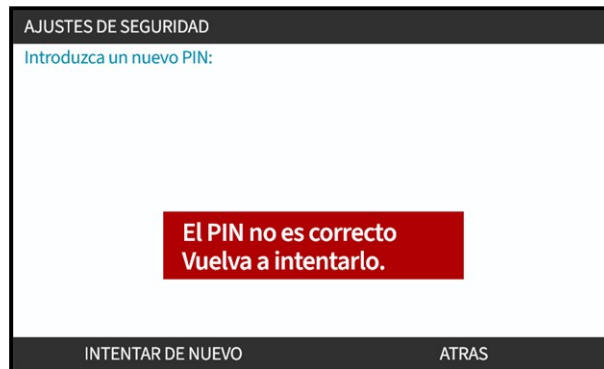 AJUSTES DE SEGURIDAD
Introduzca un nuevo PIN:
El PIN no es correcto
Vuelva a intentarlo.
INTENTAR DE NUEVO ATRAS